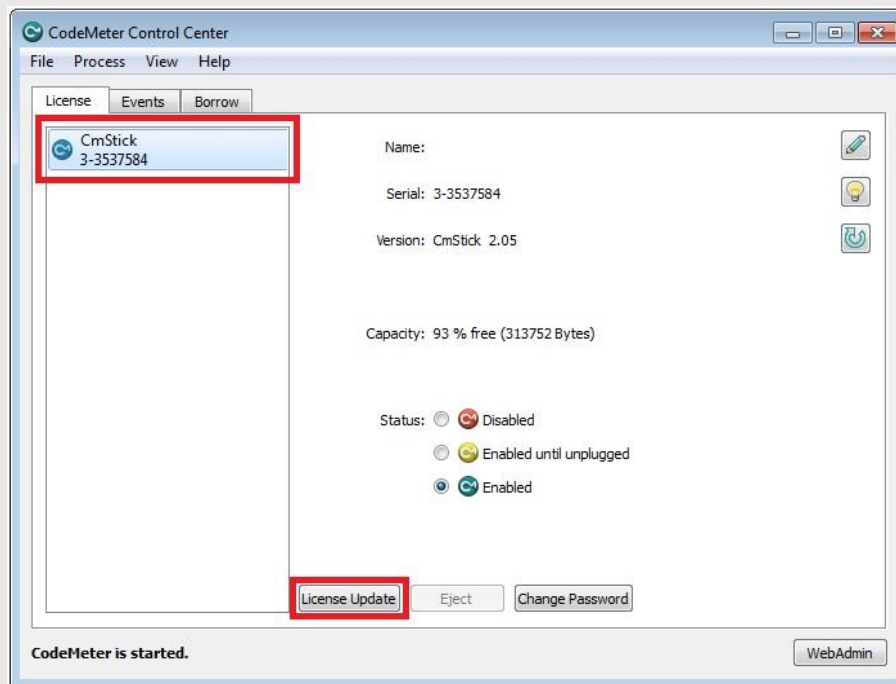 CodeMeter Control Center
File Process View Help
License Events Borrow
CmStick
3-3537584
Name:
Serial: 3-3537584
Version: CmStick 2.05
Capacity: 93 % free (313752 Bytes)
Status: Disabled
Enabled until unplugged
Enabled
License Update Eject Change Password
CodeMeter is started. WebAdmin